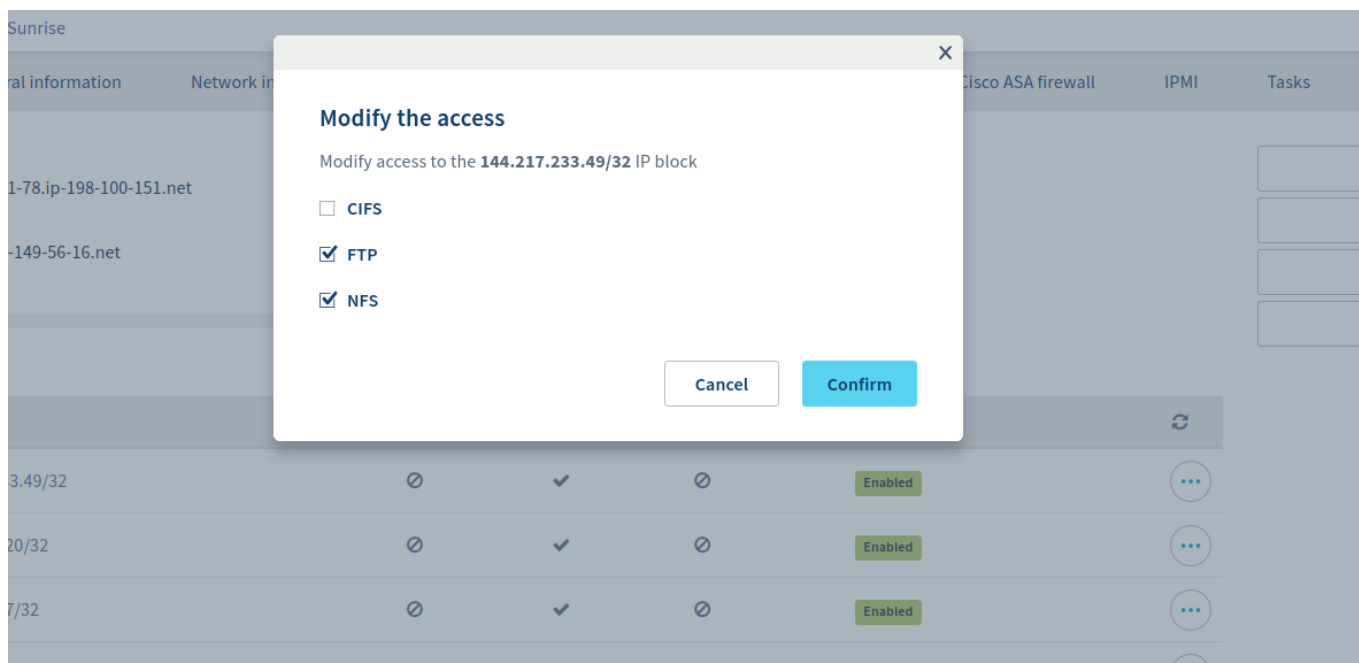 Sunrise
ral information Network in Cisco ASA firewall IPMI Tasks
Modify the access
Modify access to the 144.217.233.49/32 IP block
1-78.ip-198-100-151.net
CIFS
-149-56-16.net
FTP
NFS
Cancel Confirm
3.49/32 Enabled
20/32 Enabled
7/32 Enabled